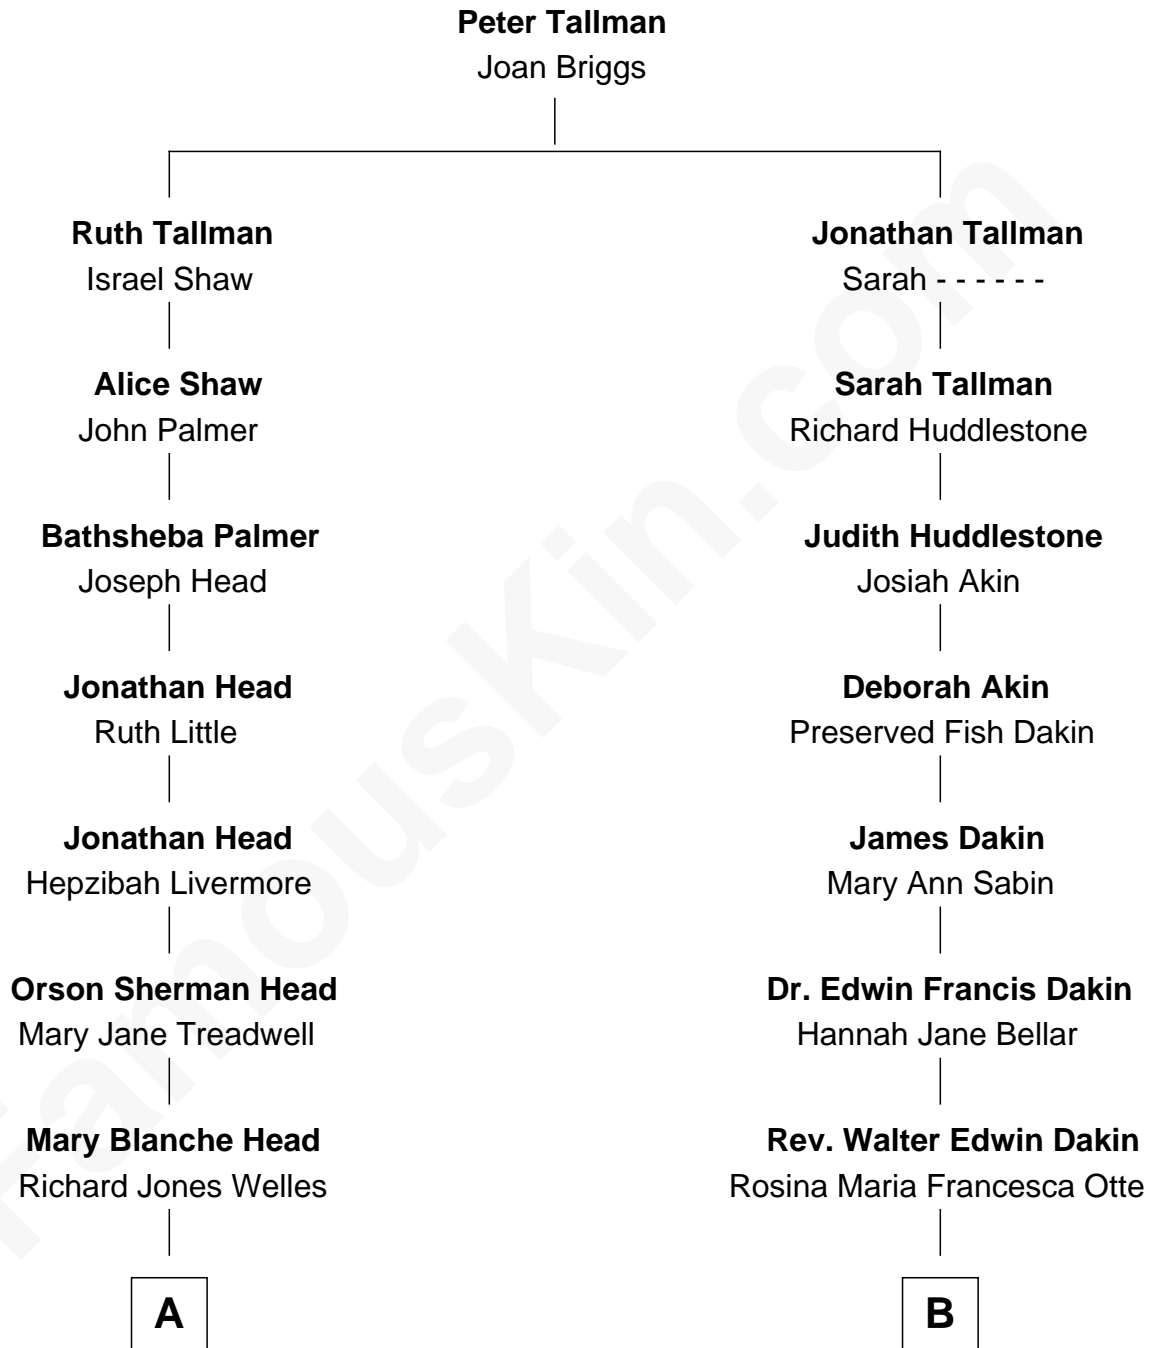 Peter Tallman
Joan Briggs
Ruth Tallman
Israel Shaw
Alice Shaw
John Palmer
Bathsheba Palmer
Joseph Head
Jonathan Head
Ruth Little
Jonathan Head
Hepzibah Livermore
Orson Sherman Head
Mary Jane Treadwell
Mary Blanche Head
Richard Jones Welles
A
Jonathan Tallman
Sarah - - - - - -
Sarah Tallman
Richard Huddlestone
Judith Huddlestone
Josiah Akin
Deborah Akin
Preserved Fish Dakin
James Dakin
Mary Ann Sabin
Dr. Edwin Francis Dakin
Hannah Jane Bellar
Rev. Walter Edwin Dakin
Rosina Maria Francesca Otte
B
FamousKin.com